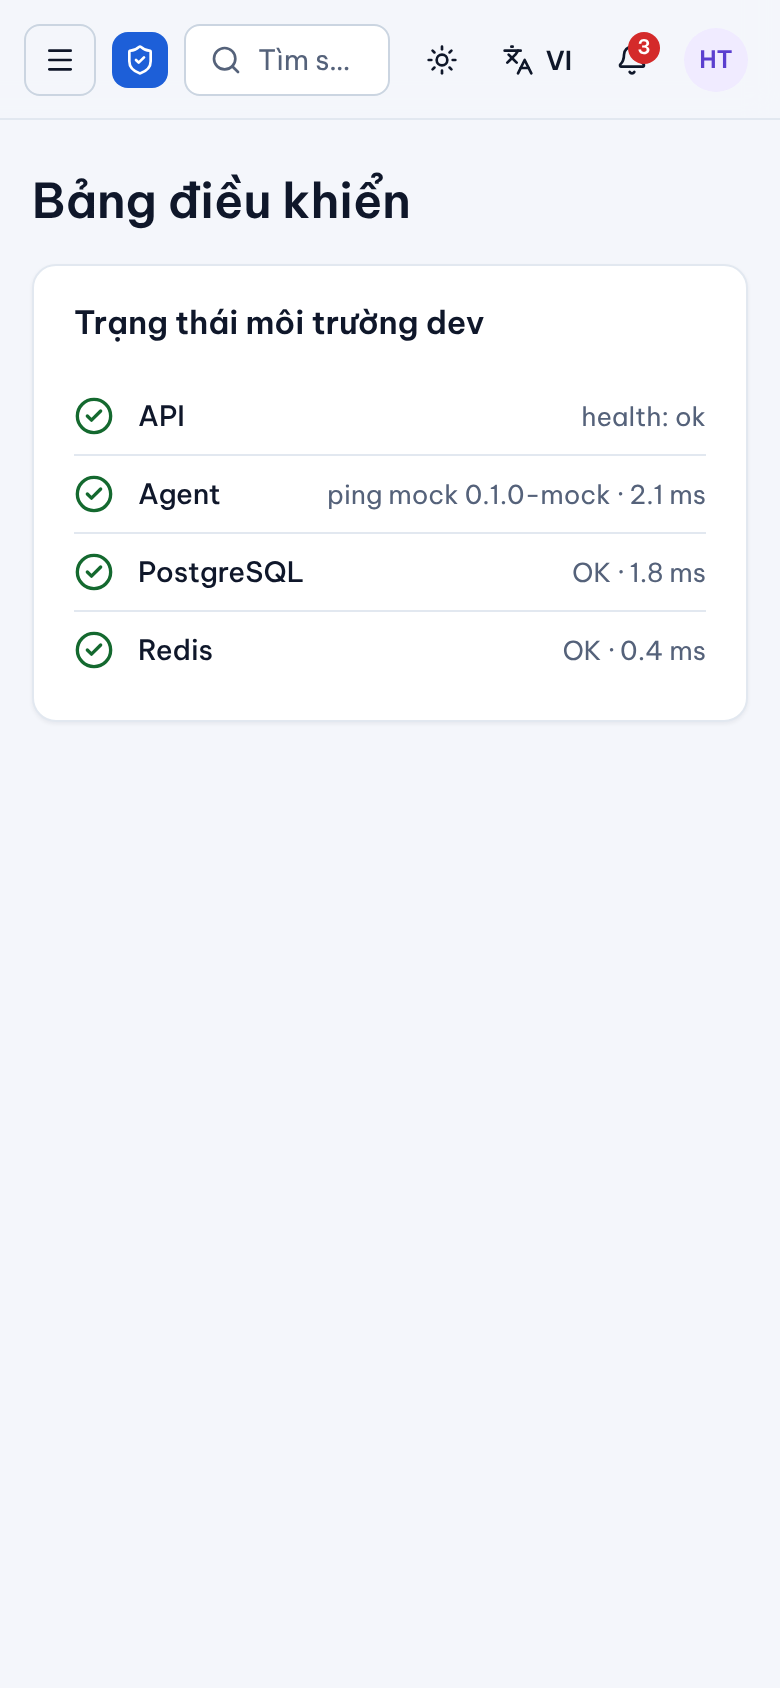 Tìm s...
VI
3
HT
Bảng điều khiển
Trạng thái môi trường dev
API health: ok
Agent ping mock 0.1.0-mock · 2.1 ms
PostgreSQL OK · 1.8 ms
Redis OK · 0.4 ms